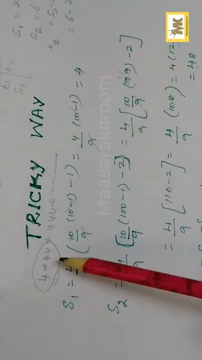 TRICKY WAY
4+44+444+
S₁ = 4/9 (10/9 (10¹-1) -1) = 4/9 (10-1) = 4
S₂ = 4/9 [10/9 (100-1) -2] = 4/9 [10/9 (99) -2]
= 4/9 [110-2] = 4/9 (108) = 4(12)
= 48
MK
Maasarakarpom